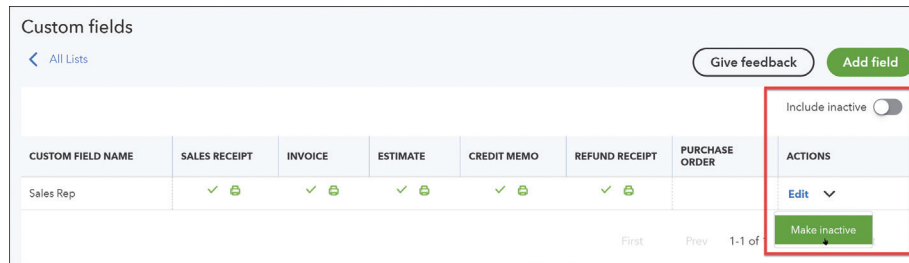 Custom fields
All Lists
Give feedback
Add field
Include inactive
CUSTOM FIELD NAME SALES RECEIPT INVOICE ESTIMATE CREDIT MEMO REFUND RECEIPT PURCHASE ORDER ACTIONS
Sales Rep Edit
Make inactive
First Prev 1-1 of